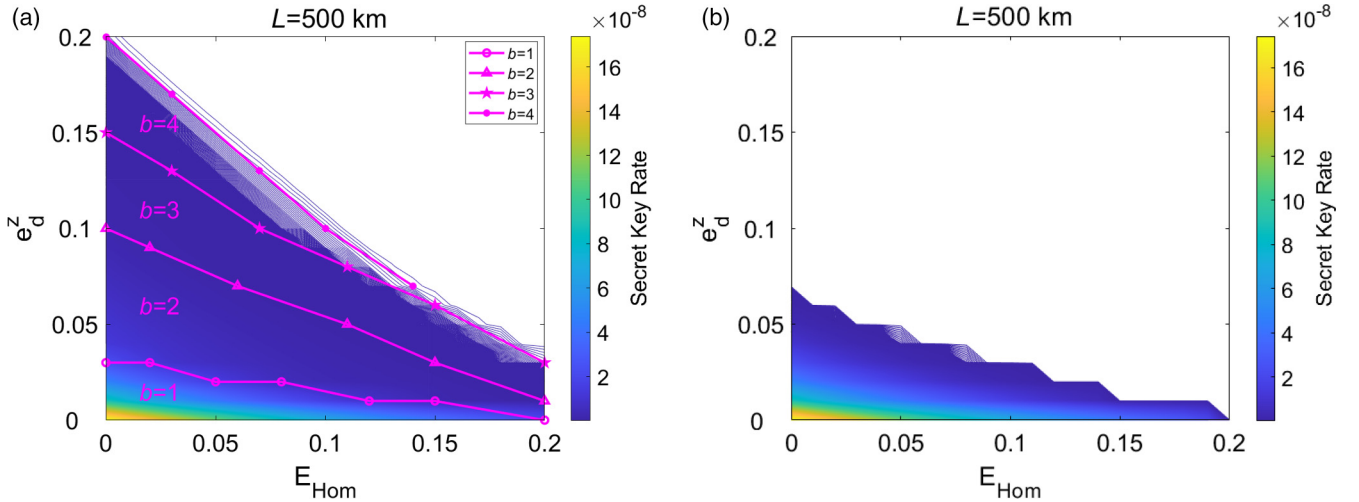 (a)
L=500 km
×10⁻⁸
0.2
0.15
0.1
0.05
0
e_d^z
b=1
b=2
b=3
b=4
b=4
b=3
b=2
b=1
0
0.05
0.1
0.15
0.2
E_Hom
16
14
12
10
8
6
4
2
Secret Key Rate
(b)
L=500 km
×10⁻⁸
0.2
0.15
0.1
0.05
0
e_d^z
0
0.05
0.1
0.15
0.2
E_Hom
16
14
12
10
8
6
4
2
Secret Key Rate